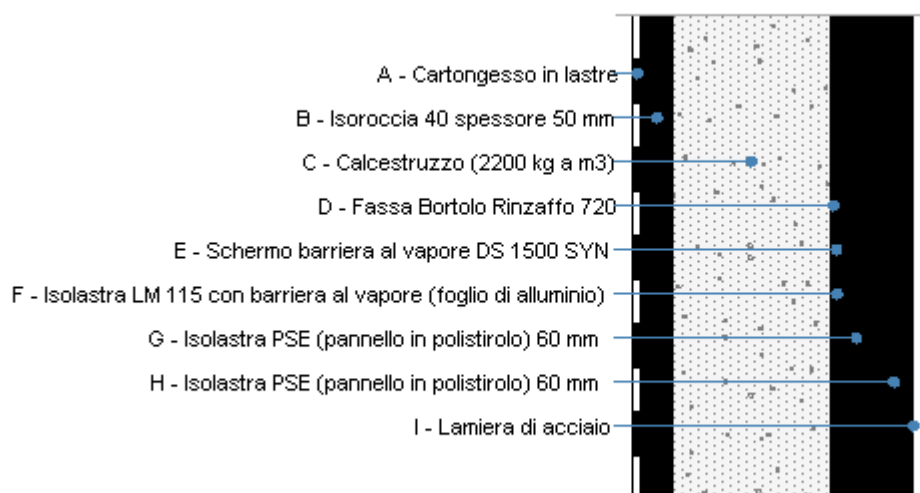 A - Cartongesso in lastre
B - Isoroccia 40 spessore 50 mm
C - Calcestruzzo (2200 kg a m3)
D - Fassa Bortolo Rinzaffo 720
E - Schermo barriera al vapore DS 1500 SYN
F - Isolastra LM 115 con barriera al vapore (foglio di alluminio)
G - Isolastra PSE (pannello in polistirolo) 60 mm
H - Isolastra PSE (pannello in polistirolo) 60 mm
I - Lamiera di acciaio